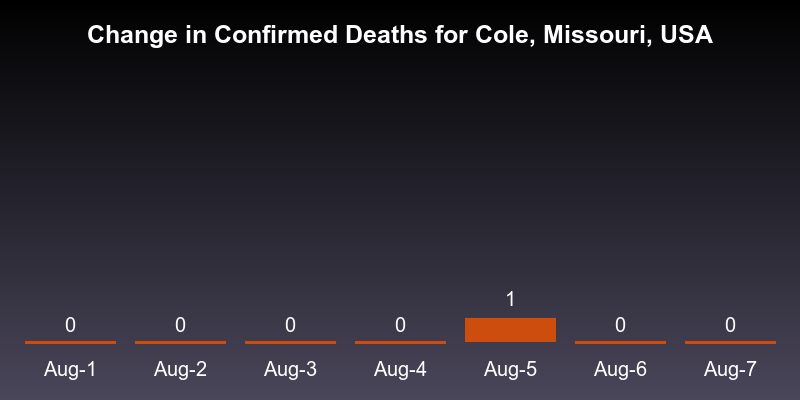 Change in Confirmed Deaths for Cole, Missouri, USA
1
0 0 0 0 0 0
Aug-1 Aug-2 Aug-3 Aug-4 Aug-5 Aug-6 Aug-7